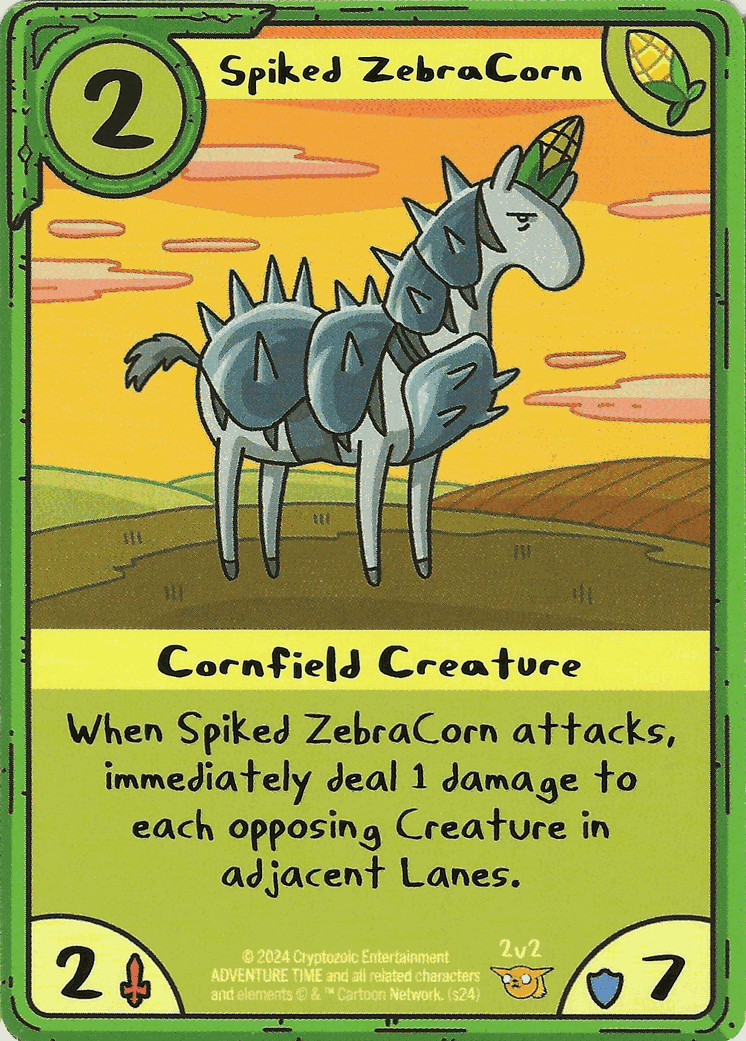 2
Spiked ZebraCorn
Cornfield Creature
When Spiked ZebraCorn attacks,
immediately deal 1 damage to
each opposing Creature in
adjacent Lanes.
2
© 2024 Cryptozoic Entertainment
ADVENTURE TIME and all related characters
and elements © & ™ Cartoon Network. (s24)
2v2
7